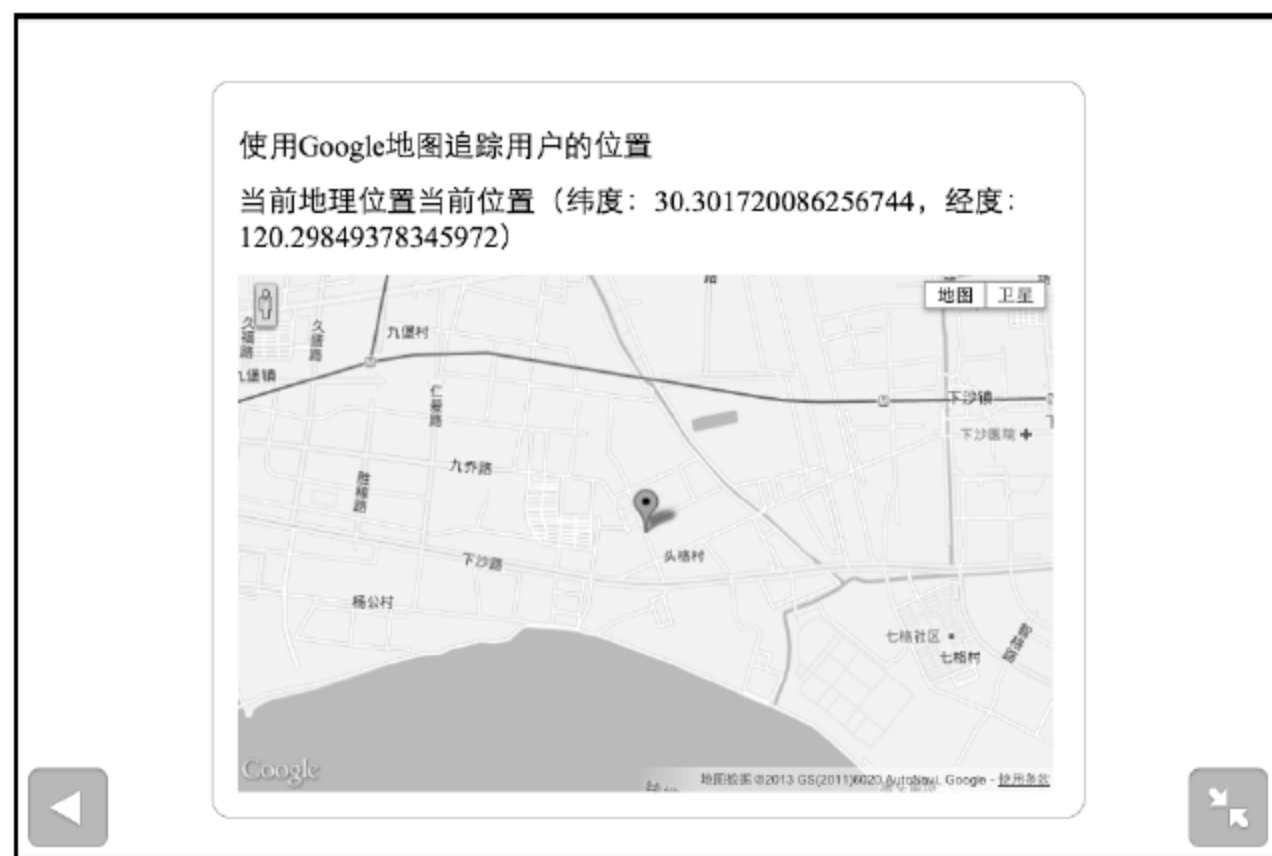 使用Google地图追踪用户的位置
当前地理位置当前位置（纬度：30.301720086256744，经度：
120.29849378345972）
路
地图 卫星
久福路
久盛路
九堡村
九堡镇
仁爱路
下沙镇
下沙医院
九乔路
胜稼路
头格村
下沙路
杨公村
七格社区
七格村
Google
地图数据 ©2013 GS(2011)6020 AutoNavi, Google - 使用条款